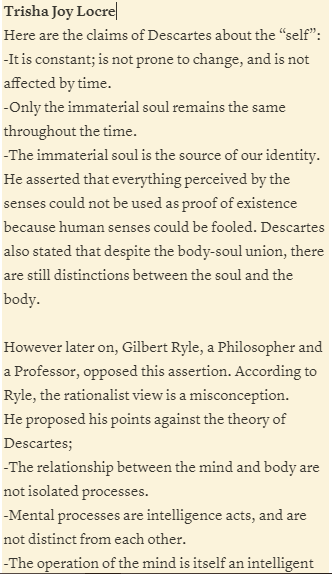 Trisha Joy Locre
Here are the claims of Descartes about the “self”:
-It is constant; is not prone to change, and is not
affected by time.
-Only the immaterial soul remains the same
throughout the time.
-The immaterial soul is the source of our identity.
He asserted that everything perceived by the
senses could not be used as proof of existence
because human senses could be fooled. Descartes
also stated that despite the body-soul union, there
are still distinctions between the soul and the
body.
However later on, Gilbert Ryle, a Philosopher and
a Professor, opposed this assertion. According to
Ryle, the rationalist view is a misconception.
He proposed his points against the theory of
Descartes;
-The relationship between the mind and body are
not isolated processes.
-Mental processes are intelligence acts, and are
not distinct from each other.
-The operation of the mind is itself an intelligent